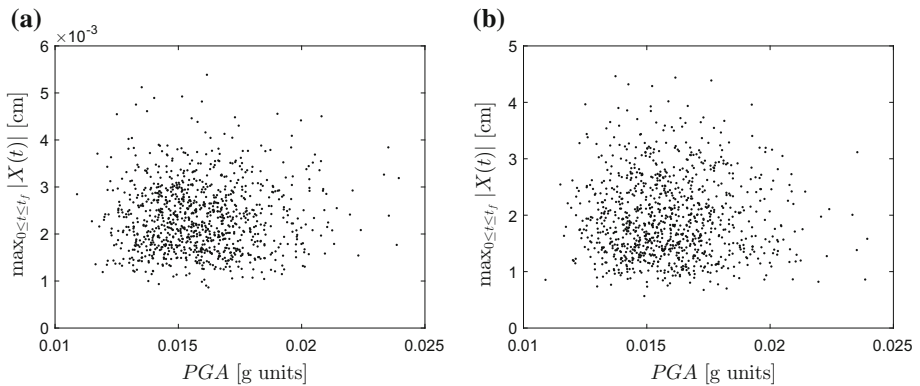 (a)
×10⁻³
6
5
4
3
2
1
0
0.01 0.015 0.02 0.025
PGA [g units]
max₀≤t≤t_f |X(t)| [cm]
(b)
5
4
3
2
1
0
0.01 0.015 0.02 0.025
PGA [g units]
max₀≤t≤t_f |X(t)| [cm]